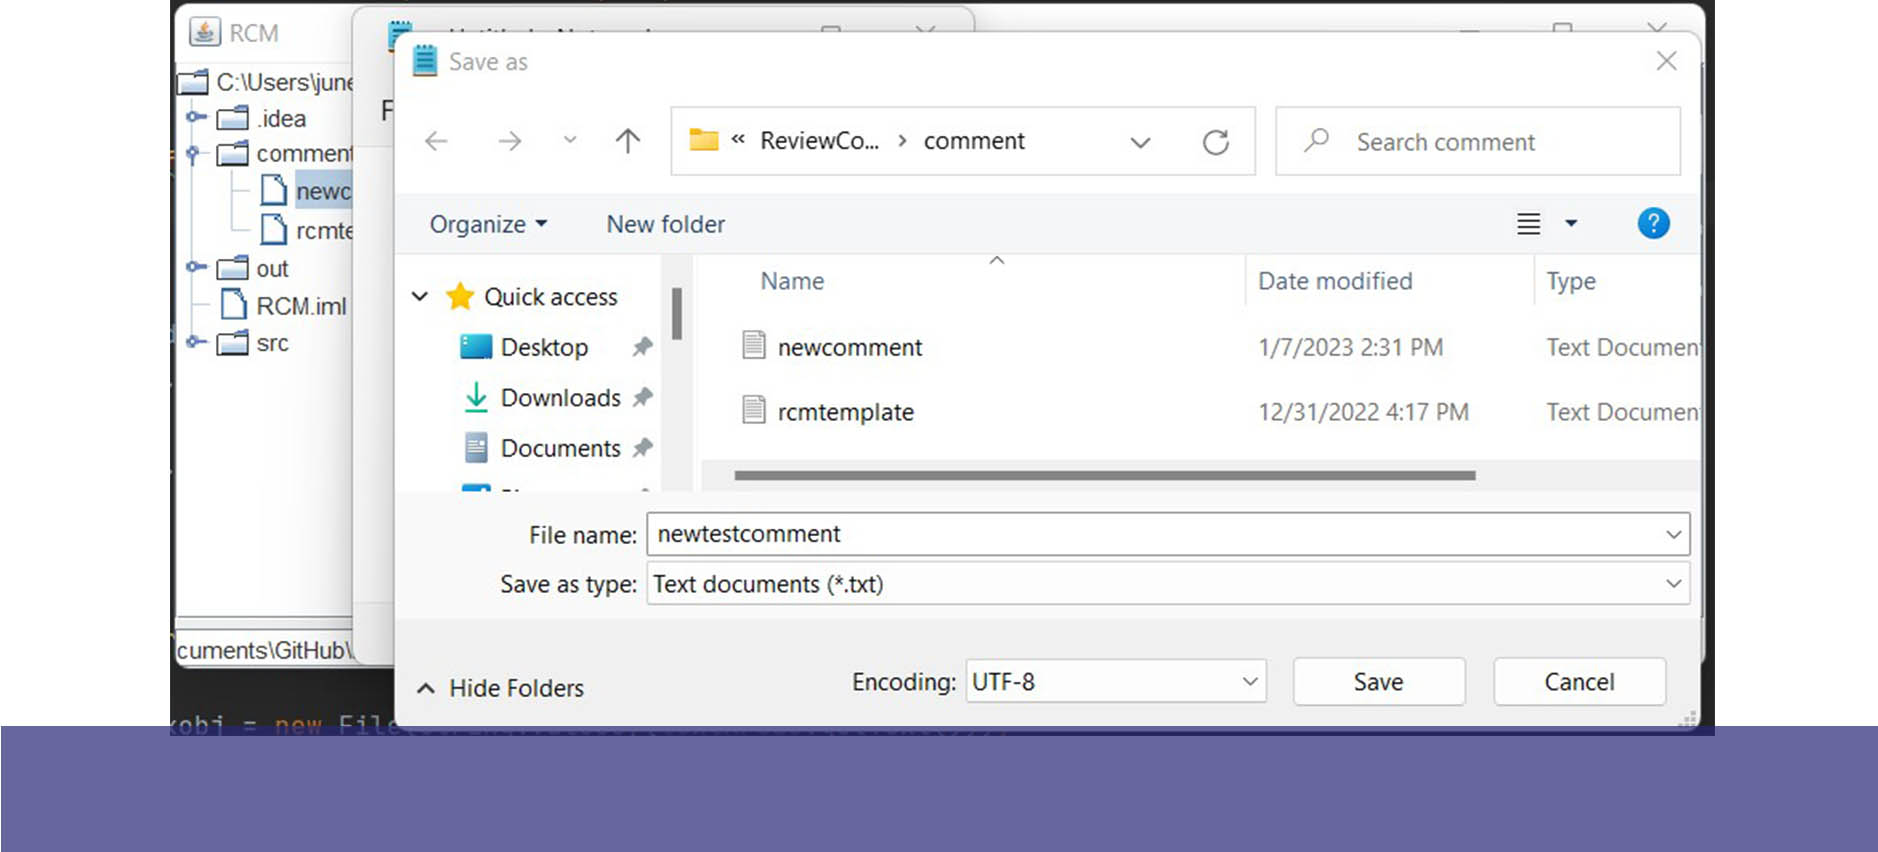 RCM
Save as
C:\Users\june
.idea
F
ReviewCo... > comment
Search comment
comment
newc
Organize
New folder
?
rcmte
out
Name
Date modified
Type
Quick access
RCM.iml
src
Desktop
newcomment
1/7/2023 2:31 PM
Text Documen
Downloads
rcmtemplate
12/31/2022 4:17 PM
Text Documen
Documents
File name: newtestcomment
Save as type: Text documents (*.txt)
cuments\GitHub\
Hide Folders
Encoding: UTF-8
Save
Cancel
obj = new File